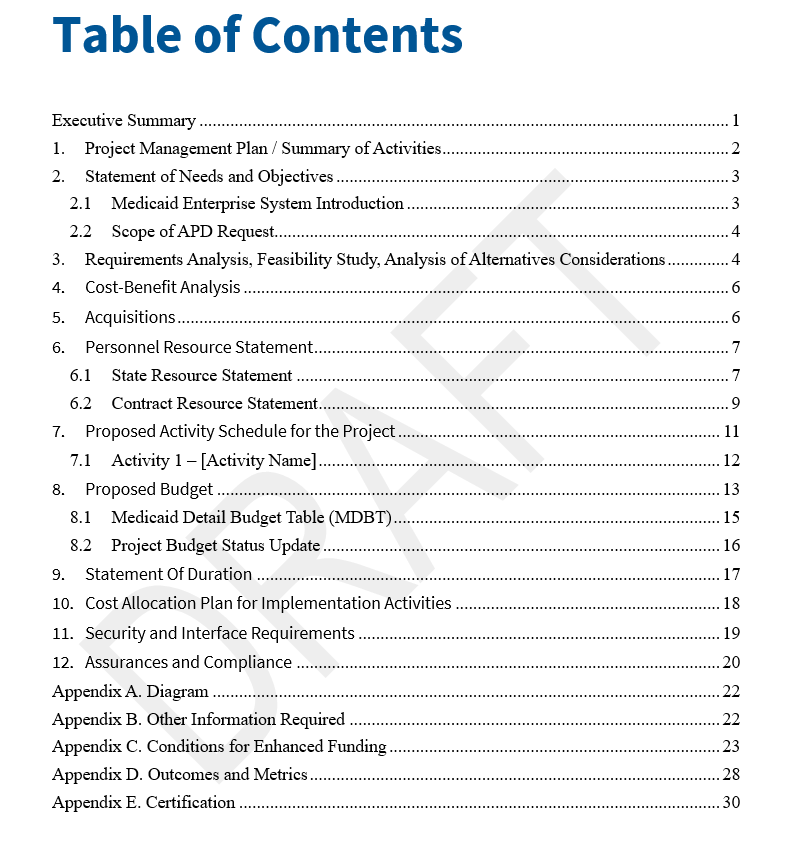 Table of Contents
Executive Summary ........ 1
1. Project Management Plan / Summary of Activities ........ 2
2. Statement of Needs and Objectives ........ 3
2.1 Medicaid Enterprise System Introduction ........ 3
2.2 Scope of APD Request ........ 4
3. Requirements Analysis, Feasibility Study, Analysis of Alternatives Considerations ........ 4
4. Cost-Benefit Analysis ........ 6
5. Acquisitions ........ 6
6. Personnel Resource Statement ........ 7
6.1 State Resource Statement ........ 7
6.2 Contract Resource Statement ........ 9
7. Proposed Activity Schedule for the Project ........ 11
7.1 Activity 1 – [Activity Name] ........ 12
8. Proposed Budget ........ 13
8.1 Medicaid Detail Budget Table (MDBT) ........ 15
8.2 Project Budget Status Update ........ 16
9. Statement Of Duration ........ 17
10. Cost Allocation Plan for Implementation Activities ........ 18
11. Security and Interface Requirements ........ 19
12. Assurances and Compliance ........ 20
Appendix A. Diagram ........ 22
Appendix B. Other Information Required ........ 22
Appendix C. Conditions for Enhanced Funding ........ 23
Appendix D. Outcomes and Metrics ........ 28
Appendix E. Certification ........ 30
DRAFT